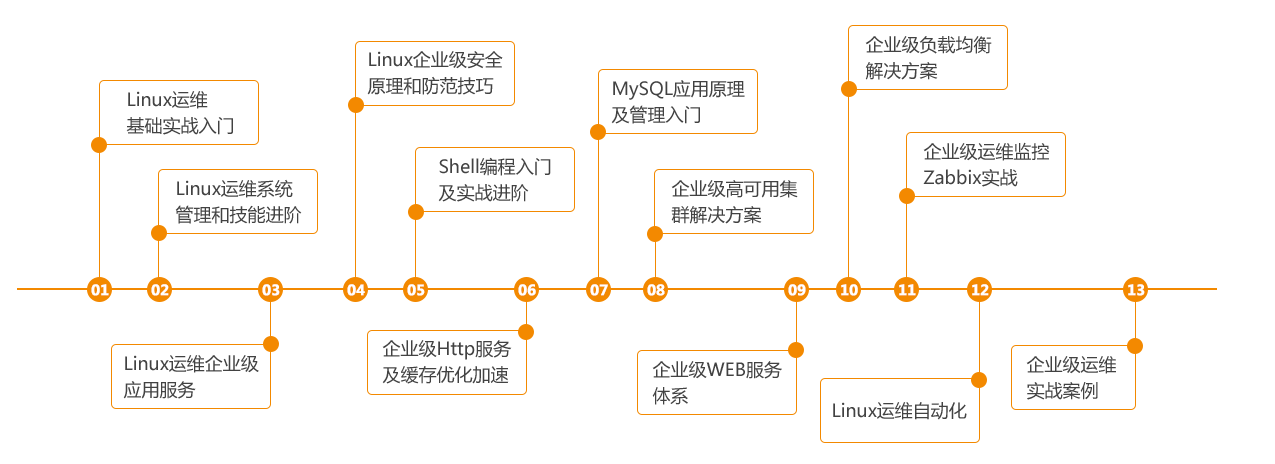 01
Linux运维
基础实战入门
02
Linux运维系统
管理和技能进阶
03
Linux运维企业级
应用服务
04
Linux企业级安全
原理和防范技巧
05
Shell编程入门
及实战进阶
06
企业级Http服务
及缓存优化加速
07
MySQL应用原理
及管理入门
08
企业级高可用集
群解决方案
09
企业级WEB服务
体系
10
企业级负载均衡
解决方案
11
企业级运维监控
Zabbix实战
12
Linux运维自动化
13
企业级运维
实战案例